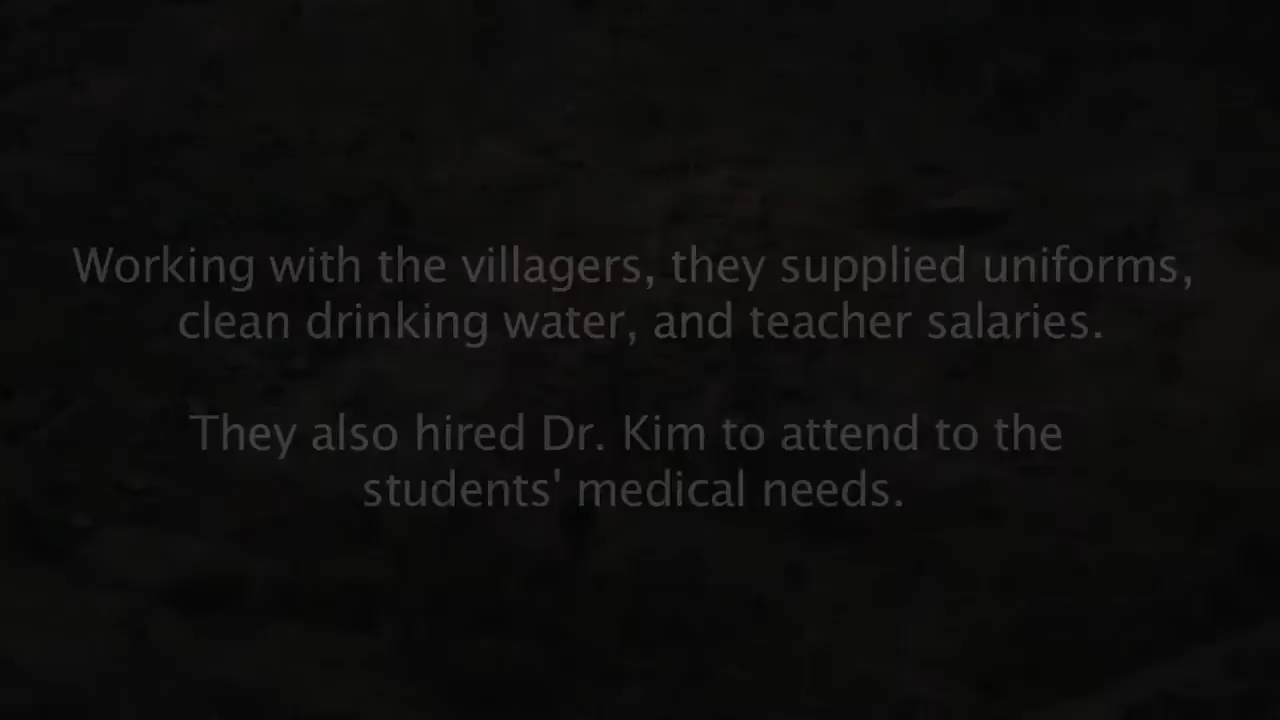 Working with the villagers, they supplied uniforms,
clean drinking water, and teacher salaries.
They also hired Dr. Kim to attend to the
students' medical needs.